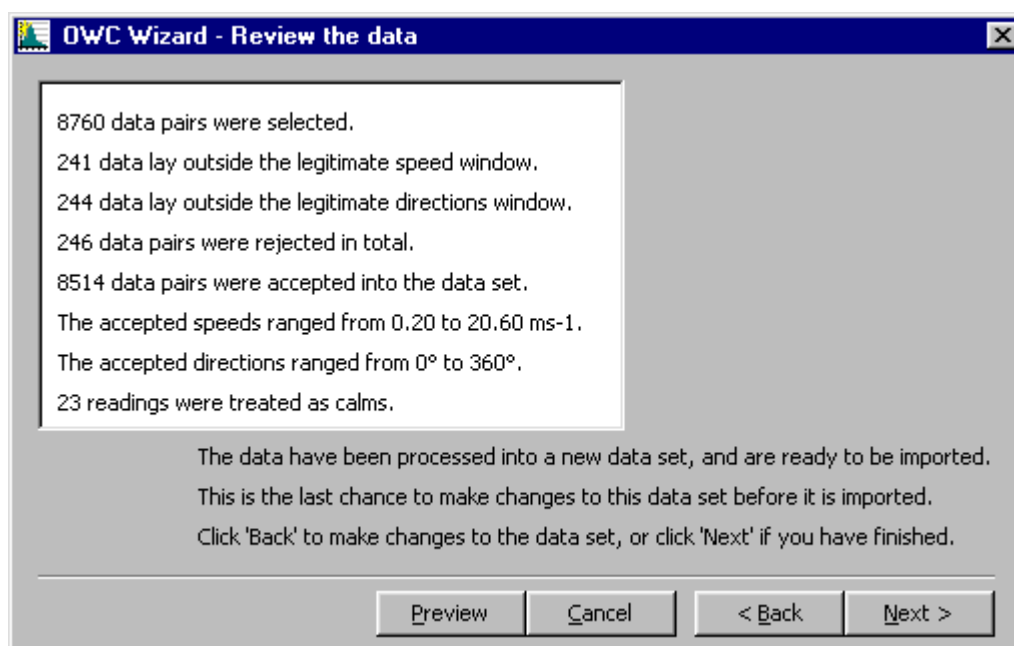 OWC Wizard - Review the data
8760 data pairs were selected.
241 data lay outside the legitimate speed window.
244 data lay outside the legitimate directions window.
246 data pairs were rejected in total.
8514 data pairs were accepted into the data set.
The accepted speeds ranged from 0.20 to 20.60 ms-1.
The accepted directions ranged from 0° to 360°.
23 readings were treated as calms.
The data have been processed into a new data set, and are ready to be imported.
This is the last chance to make changes to this data set before it is imported.
Click 'Back' to make changes to the data set, or click 'Next' if you have finished.
Preview Cancel < Back Next >